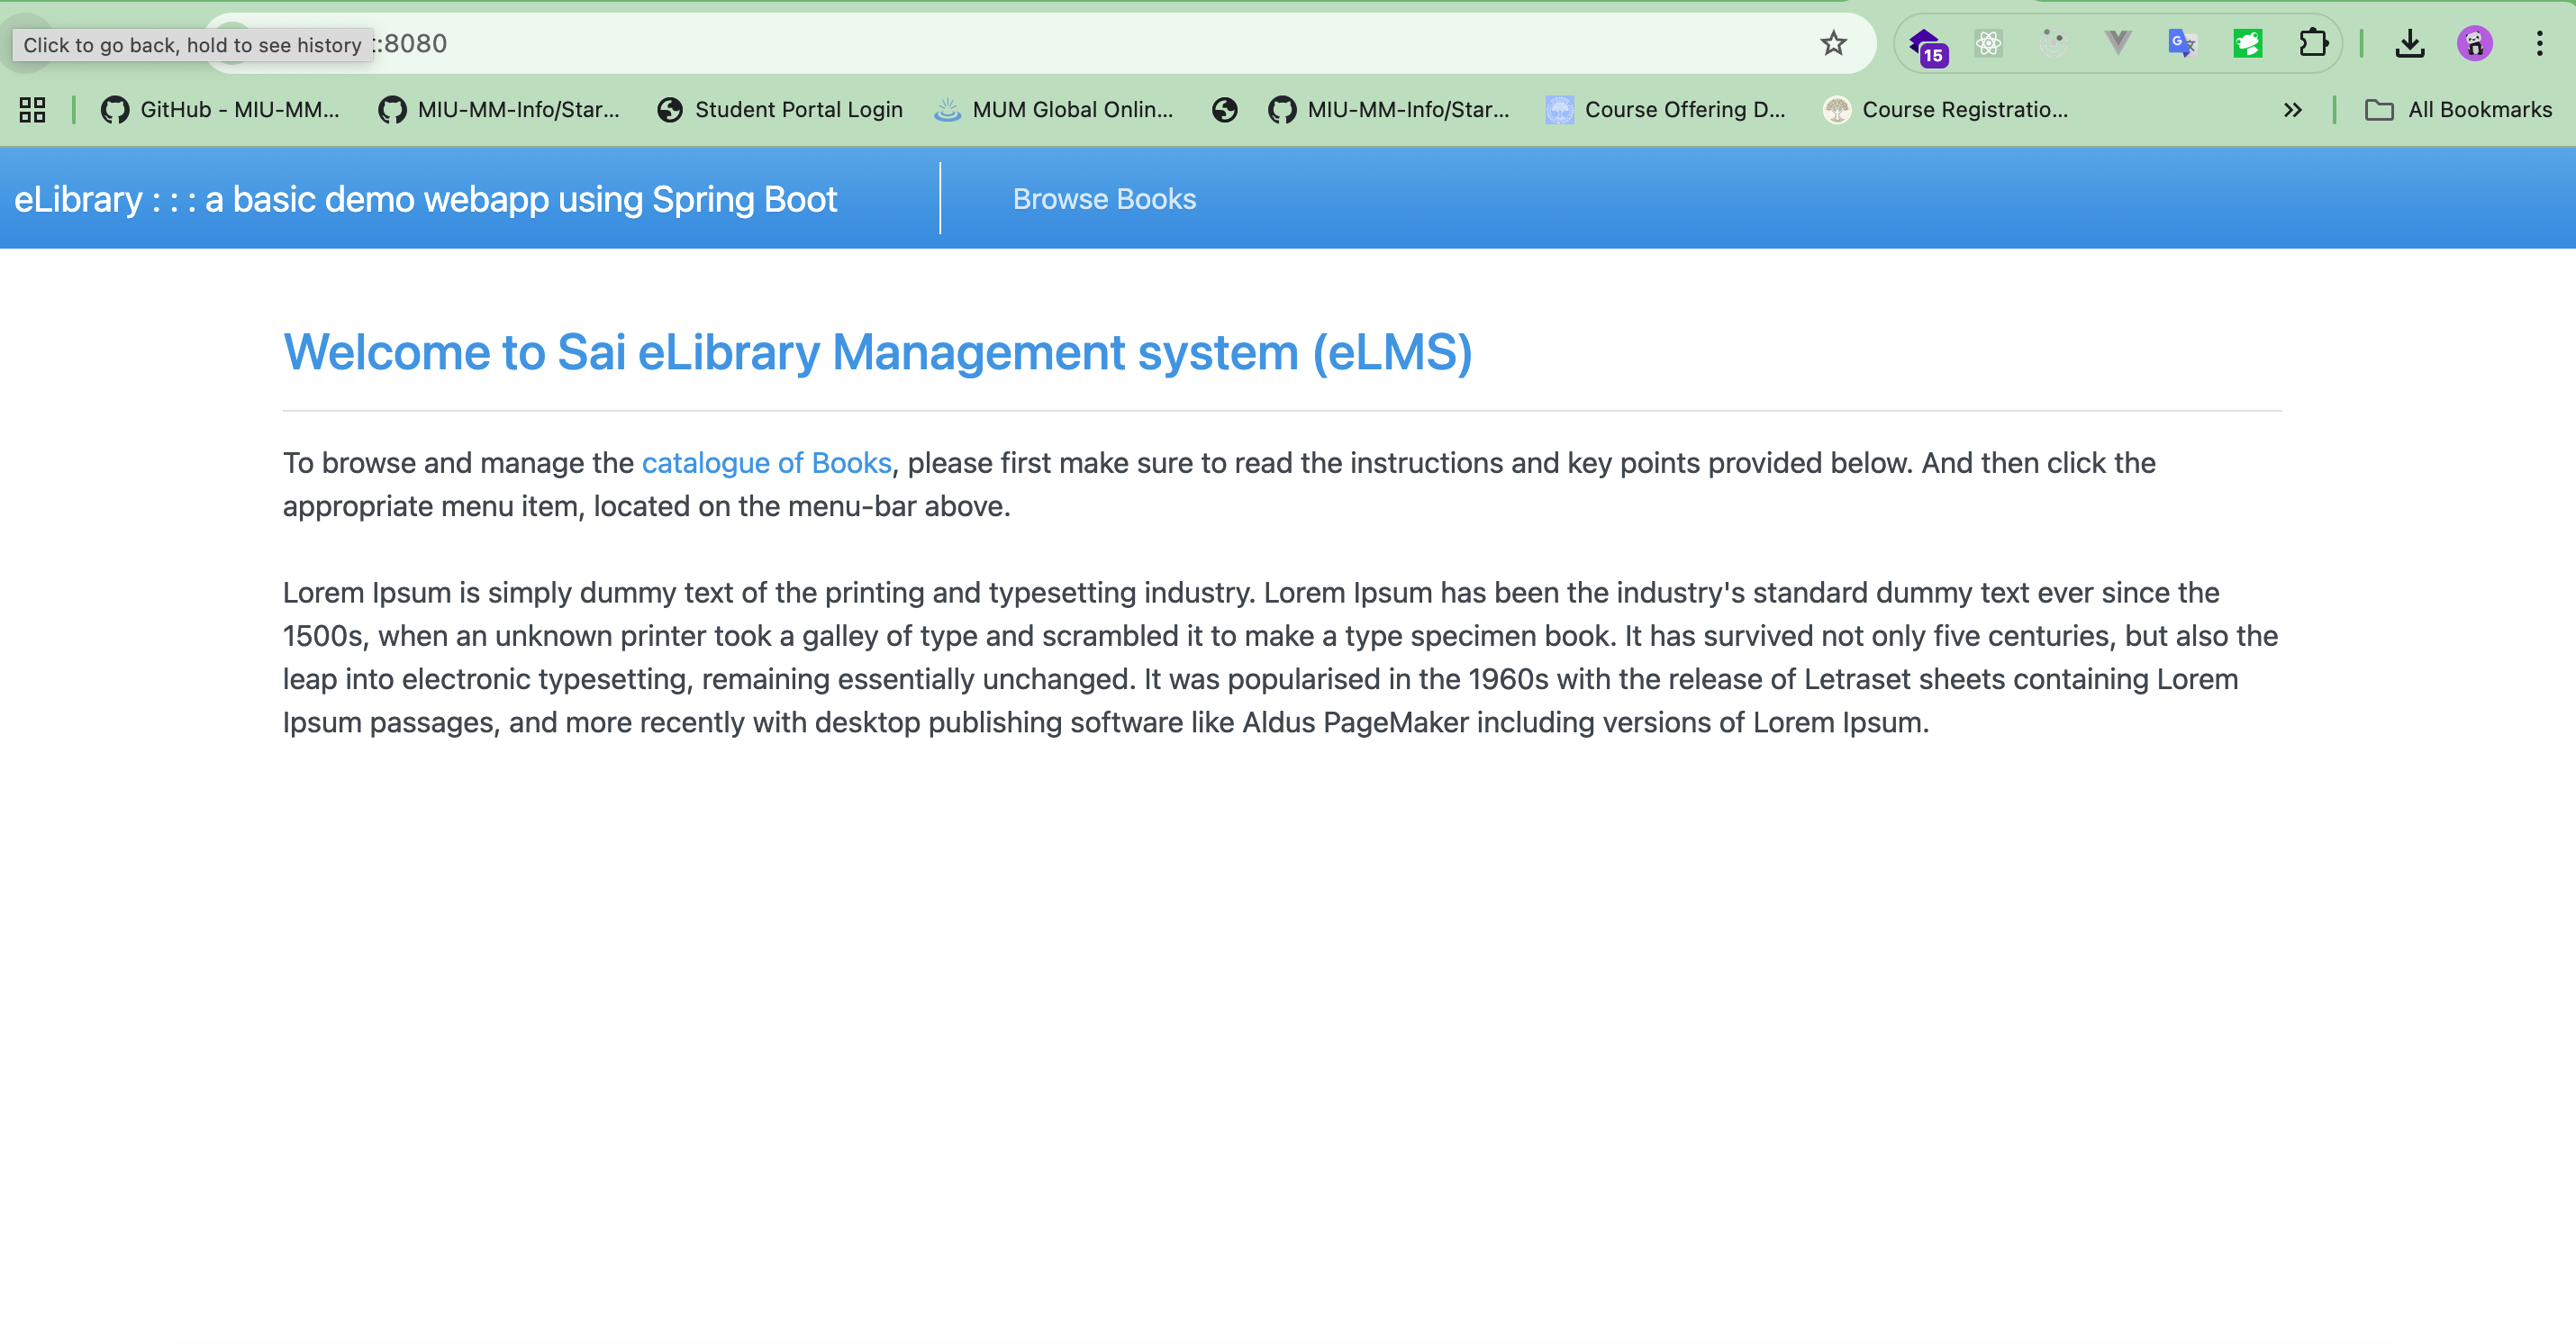 Click to go back, hold to see history :8080
15
GitHub - MIU-MM... MIU-MM-Info/Star... Student Portal Login MUM Global Onlin... MIU-MM-Info/Star... Course Offering D... Course Registratio... » All Bookmarks
eLibrary : : : a basic demo webapp using Spring Boot Browse Books
Welcome to Sai eLibrary Management system (eLMS)
To browse and manage the catalogue of Books, please first make sure to read the instructions and key points provided below. And then click the
appropriate menu item, located on the menu-bar above.
Lorem Ipsum is simply dummy text of the printing and typesetting industry. Lorem Ipsum has been the industry's standard dummy text ever since the
1500s, when an unknown printer took a galley of type and scrambled it to make a type specimen book. It has survived not only five centuries, but also the
leap into electronic typesetting, remaining essentially unchanged. It was popularised in the 1960s with the release of Letraset sheets containing Lorem
Ipsum passages, and more recently with desktop publishing software like Aldus PageMaker including versions of Lorem Ipsum.